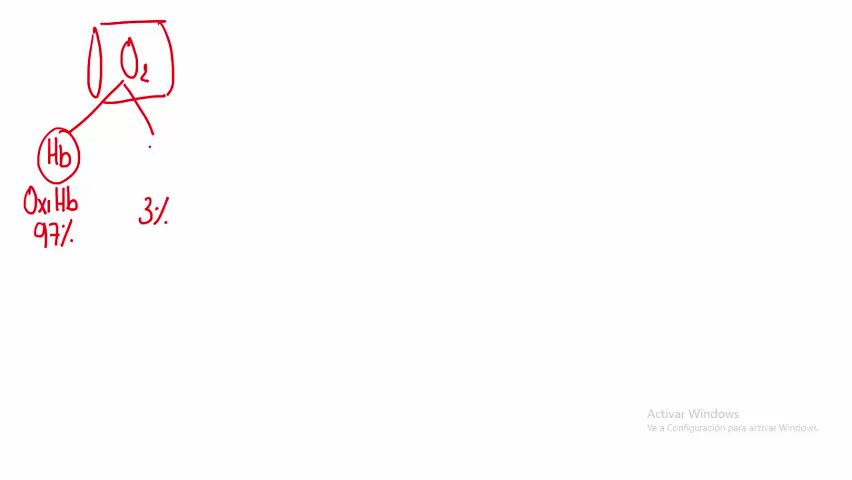 O2
Hb
OxiHb
97%
3%
Activar Windows
Ve a Configuración para activar Windows.